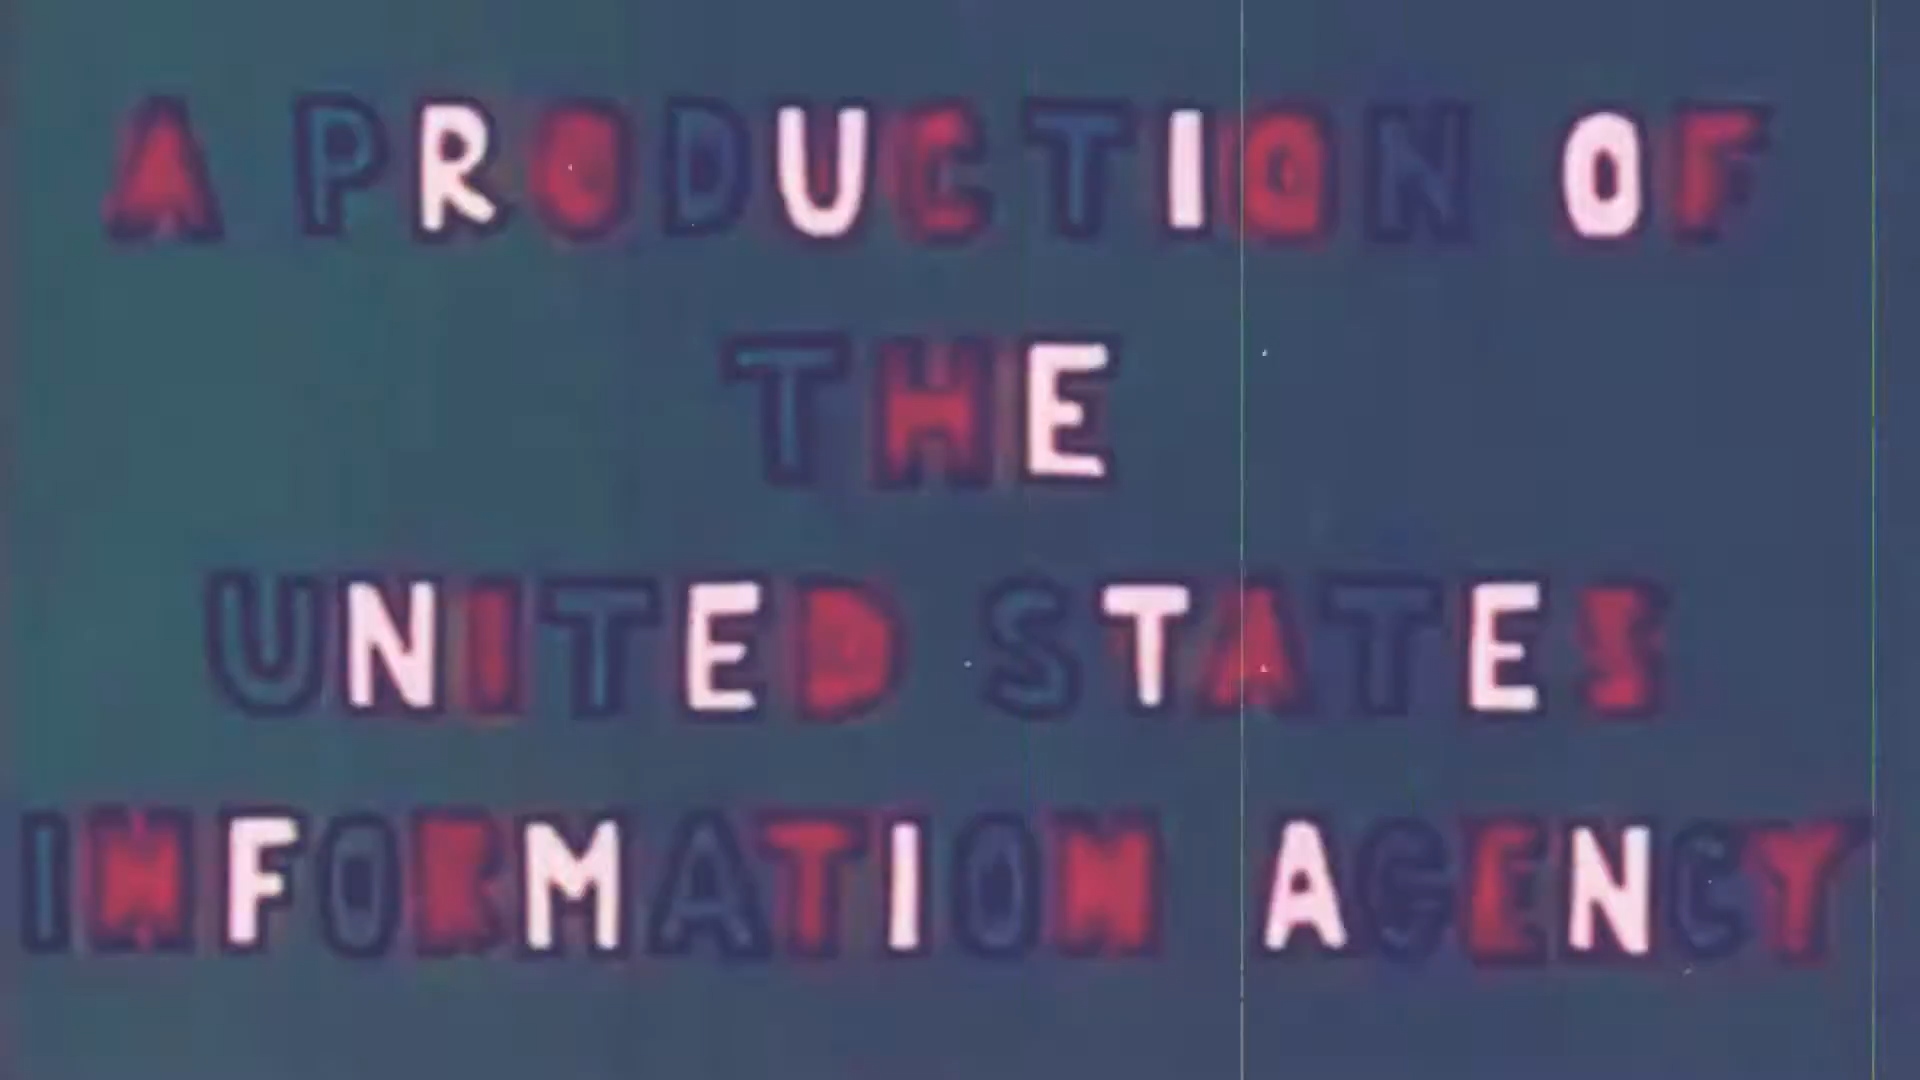 A PRODUCTION OF
THE
UNITED STATES
INFORMATION AGENCY